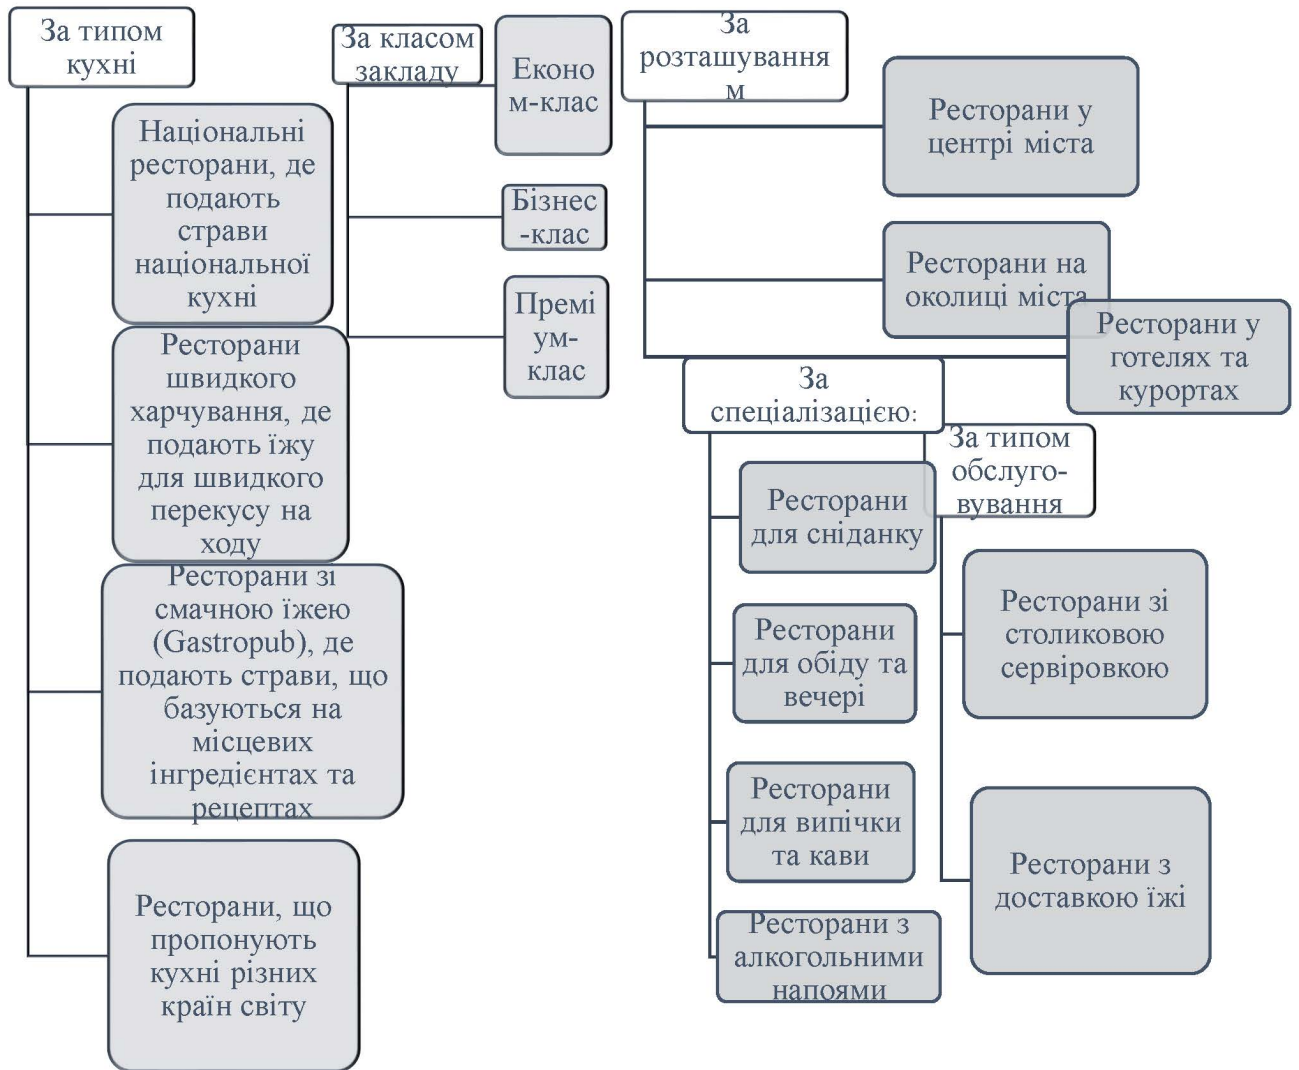 За типом
кухні
Національні
ресторани, де
подають
страви
національної
кухні
Ресторани
швидкого
харчування, де
подають їжу
для швидкого
перекусу на
ходу
Ресторани зі
смачною їжею
(Gastropub), де
подають страви, що
базуються на
місцевих
інгредієнтах та
рецептах
Ресторани, що
пропонують
кухні різних
країн світу
За класом
закладу
Еконо
м-клас
Бізнес
-клас
Премі
ум-
клас
За
розташування
м
Ресторани у
центрі міста
Ресторани на
околиці міста
Ресторани у
готелях та
курортах
За
спеціалізацією:
Ресторани
для сніданку
Ресторани
для обіду та
вечері
Ресторани
для випічки
та кави
Ресторани з
алкогольними
напоями
За типом
обслуго-
вування
Ресторани зі
столиковою
сервіровкою
Ресторани з
доставкою їжі